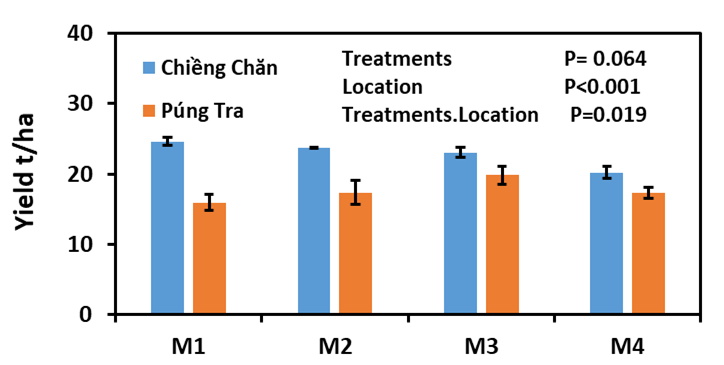 40
30
20
10
0
Yield t/ha
Chiềng Chăn
Púng Tra
Treatments P= 0.064
Location P<0.001
Treatments.Location P=0.019
M1 M2 M3 M4